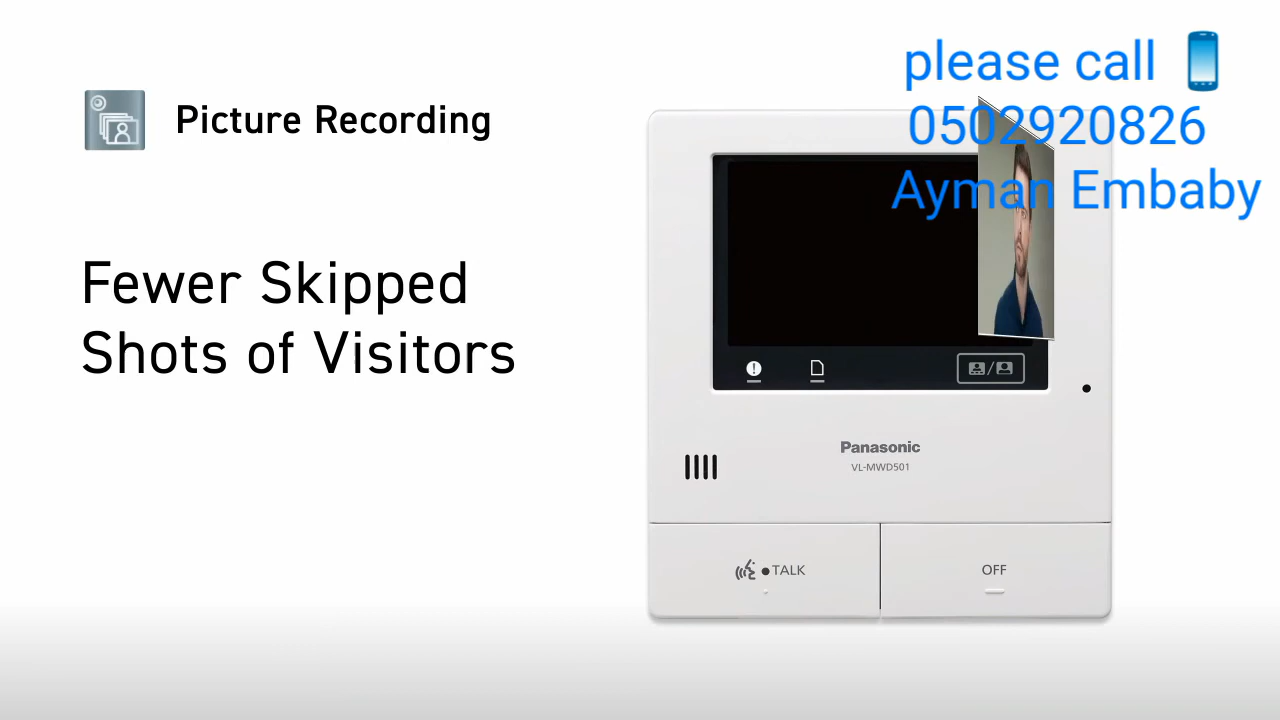 please call 📱
0502920826
Ayman Embaby
Picture Recording
Fewer Skipped
Shots of Visitors
Panasonic
VL-MWD501
TALK
OFF